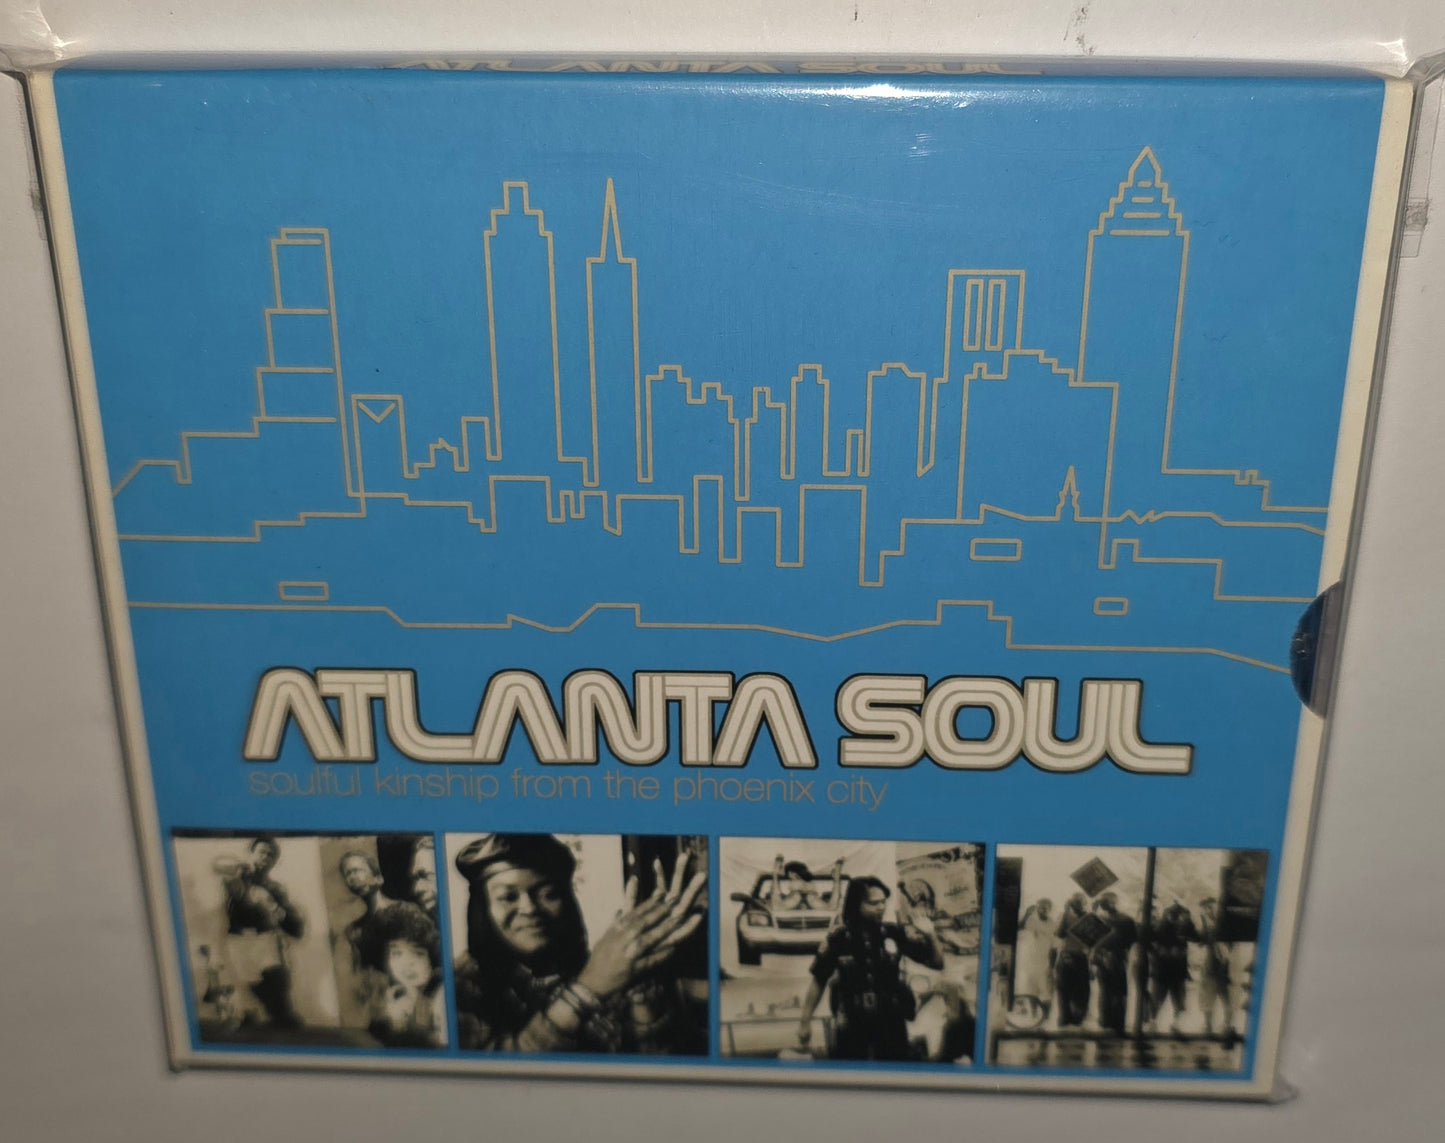 ATLANTA SOUL
ATLANTA SOUL
soulful kinship from the phoenix city